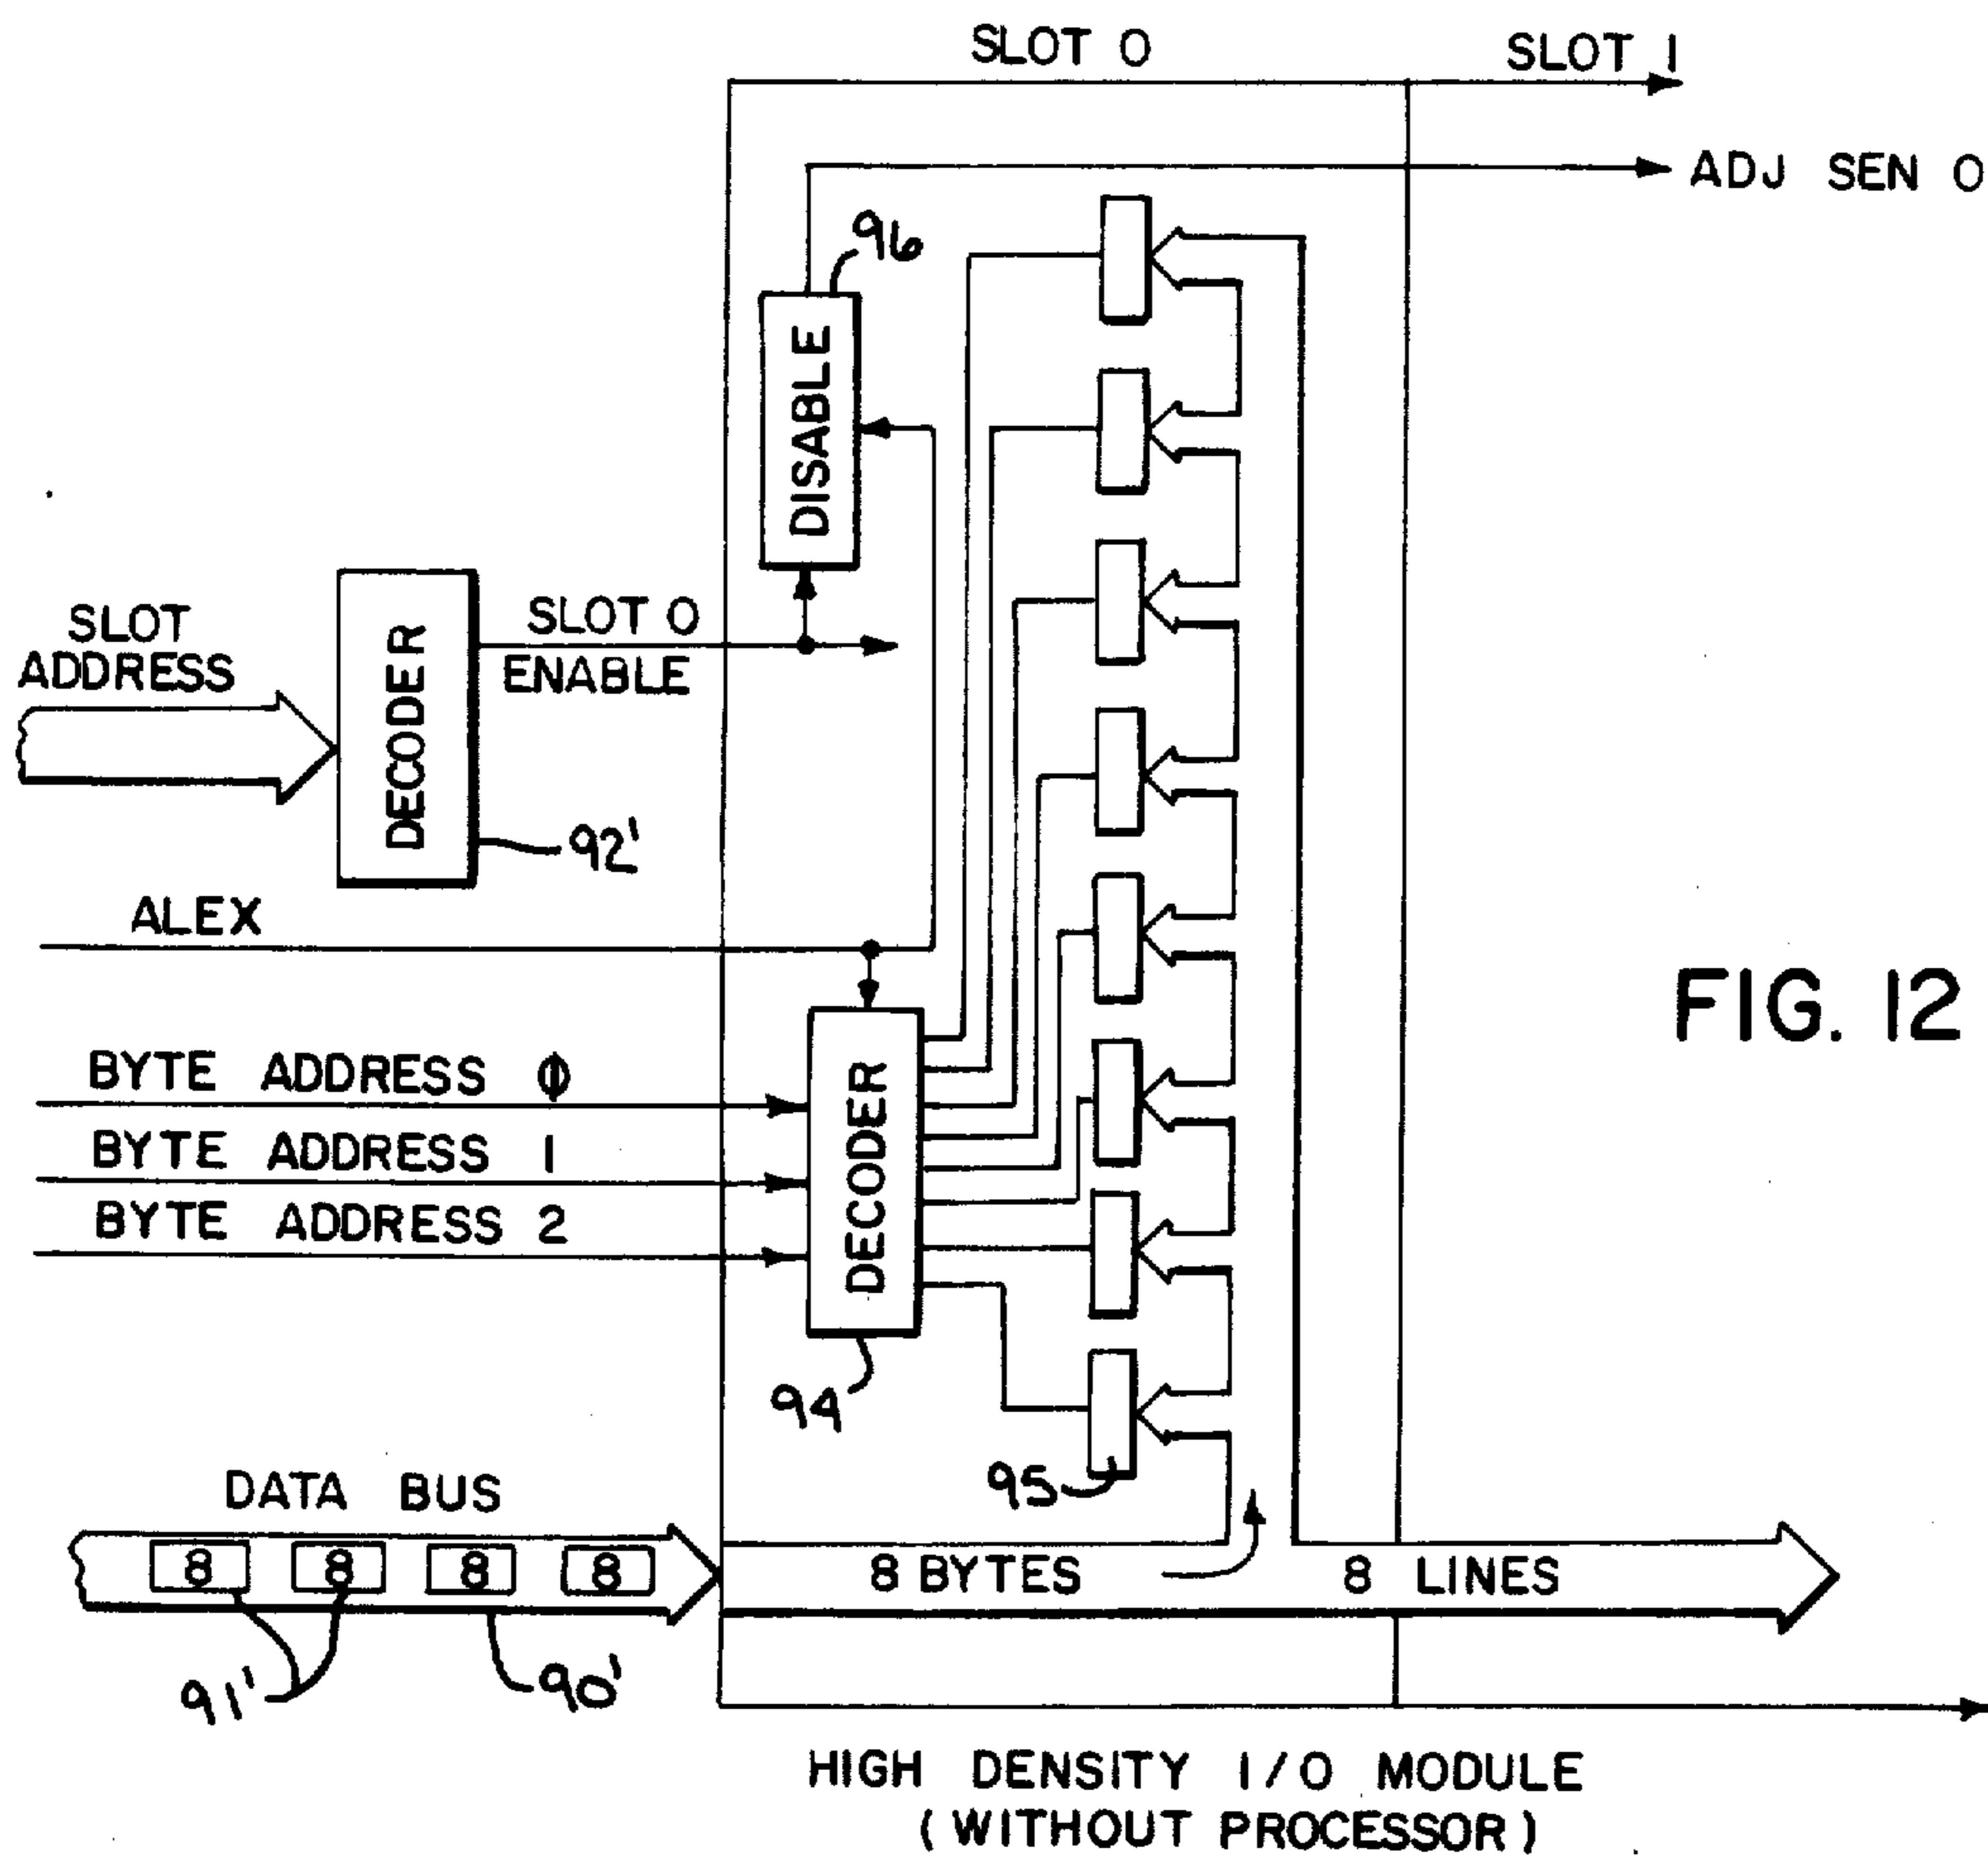 SLOT 0
SLOT 1
ADJ SEN 0
96
DISABLE
SLOT
ADDRESS
DECODER
SLOT 0
ENABLE
92'
ALEX
FIG. 12
BYTE ADDRESS ϕ
BYTE ADDRESS 1
BYTE ADDRESS 2
DECODER
94
95
DATA BUS
8 8 8 8
8 BYTES
8 LINES
91'
90'
HIGH DENSITY I/O MODULE
(WITHOUT PROCESSOR)